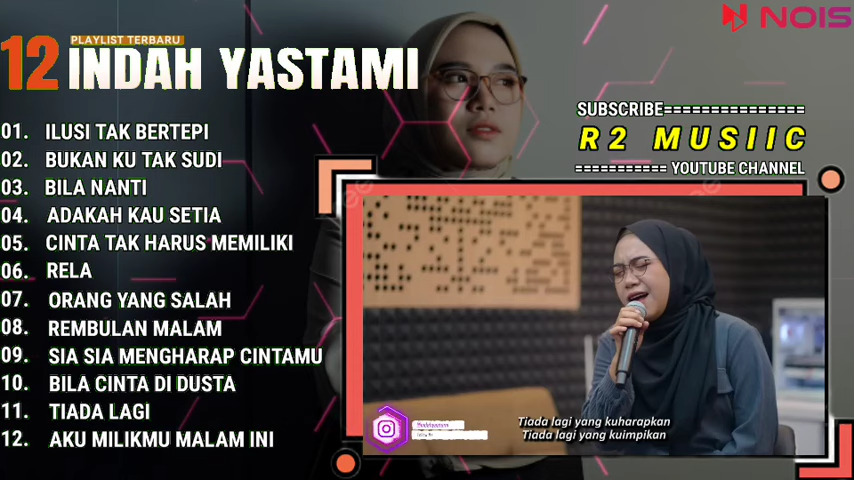 NOIS
PLAYLIST TERBARU
12 INDAH YASTAMI
SUBSCRIBE===============
R2 MUSIIC
=========== YOUTUBE CHANNEL
01. ILUSI TAK BERTEPI
02. BUKAN KU TAK SUDI
03. BILA NANTI
04. ADAKAH KAU SETIA
05. CINTA TAK HARUS MEMILIKI
06. RELA
07. ORANG YANG SALAH
08. REMBULAN MALAM
09. SIA SIA MENGHARAP CINTAMU
10. BILA CINTA DI DUSTA
11. TIADA LAGI
12. AKU MILIKMU MALAM INI
Tiada lagi yang kuharapkan
Tiada lagi yang kuimpikan